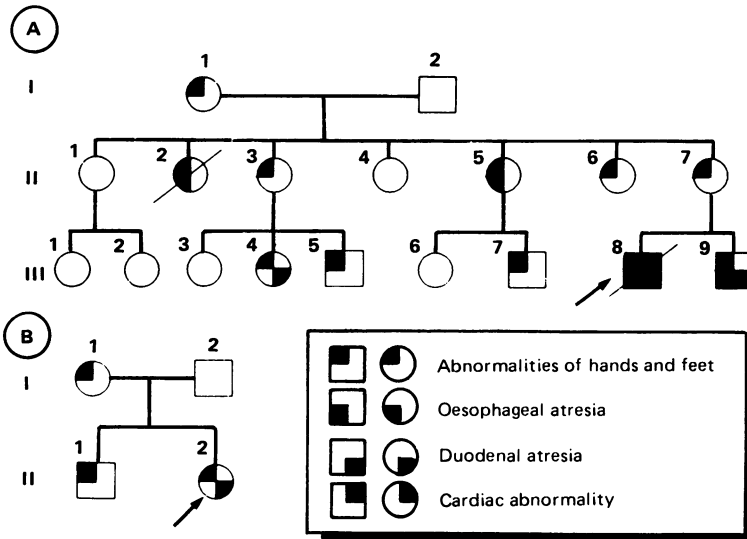 A
1 2
I
1 2 3 4 5 6 7
II
1 2 3 4 5 6 7 8 9
III
B
1 2
I
1 2
II
Abnormalities of hands and feet
Oesophageal atresia
Duodenal atresia
Cardiac abnormality